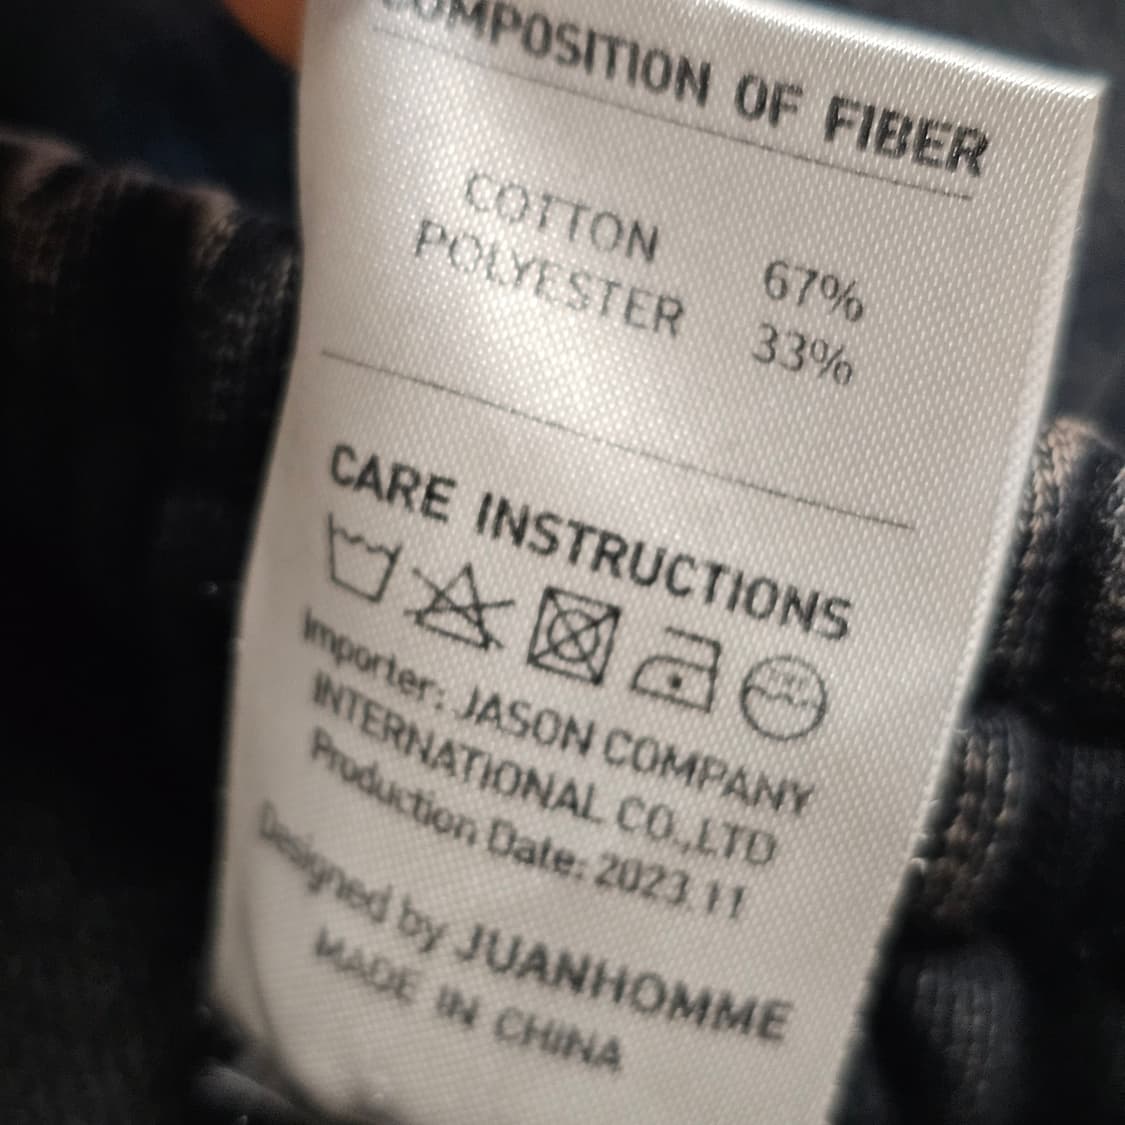 COMPOSITION OF FIBER
COTTON 67%
POLYESTER 33%
CARE INSTRUCTIONS
Importer: JASON COMPANY
INTERNATIONAL CO.,LTD
Production Date: 2023.11
Designed by JUANHOMME
MADE IN CHINA